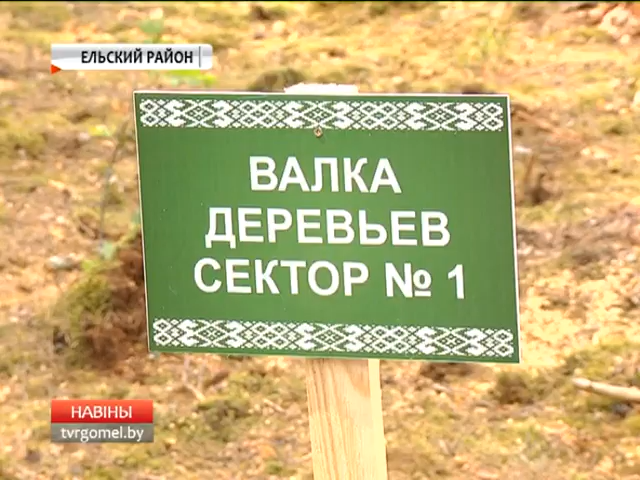 ЕЛЬСКИЙ РАЙОН
ВАЛКА
ДЕРЕВЬЕВ
СЕКТОР № 1
НАВІНЫ
tvrgomel.by